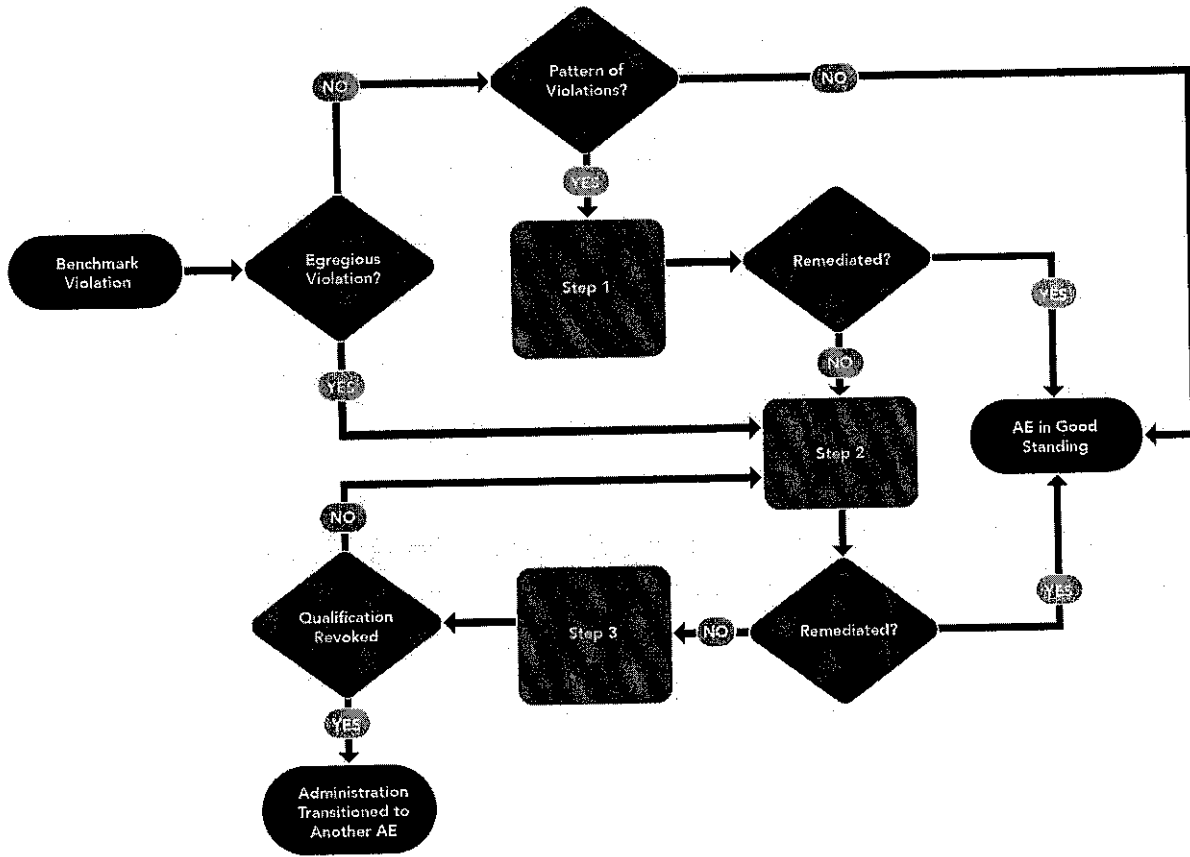 Pattern of
Violations?
NO
NO
YES
Benchmark
Violation
Egregious
Violation?
Step 1
Remediated?
YES
YES
NO
AE in Good
Standing
Step 2
NO
Qualification
Revoked
Step 3
NO
Remediated?
YES
YES
Administration
Transitioned to
Another AE